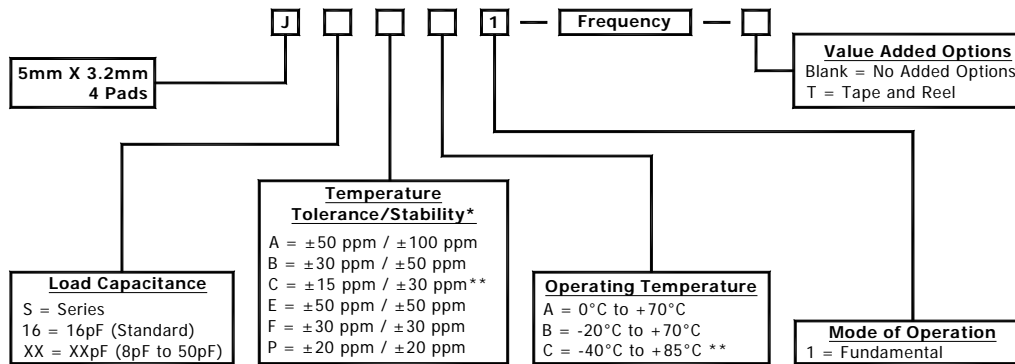 J 1 Frequency
5mm X 3.2mm
4 Pads
Value Added Options
Blank = No Added Options
T = Tape and Reel
Load Capacitance
S = Series
16 = 16pF (Standard)
XX = XXpF (8pF to 50pF)
Temperature
Tolerance/Stability*
A = ±50 ppm / ±100 ppm
B = ±30 ppm / ±50 ppm
C = ±15 ppm / ±30 ppm**
E = ±50 ppm / ±50 ppm
F = ±30 ppm / ±30 ppm
P = ±20 ppm / ±20 ppm
Operating Temperature
A = 0°C to +70°C
B = -20°C to +70°C
C = -40°C to +85°C **
Mode of Operation
1 = Fundamental